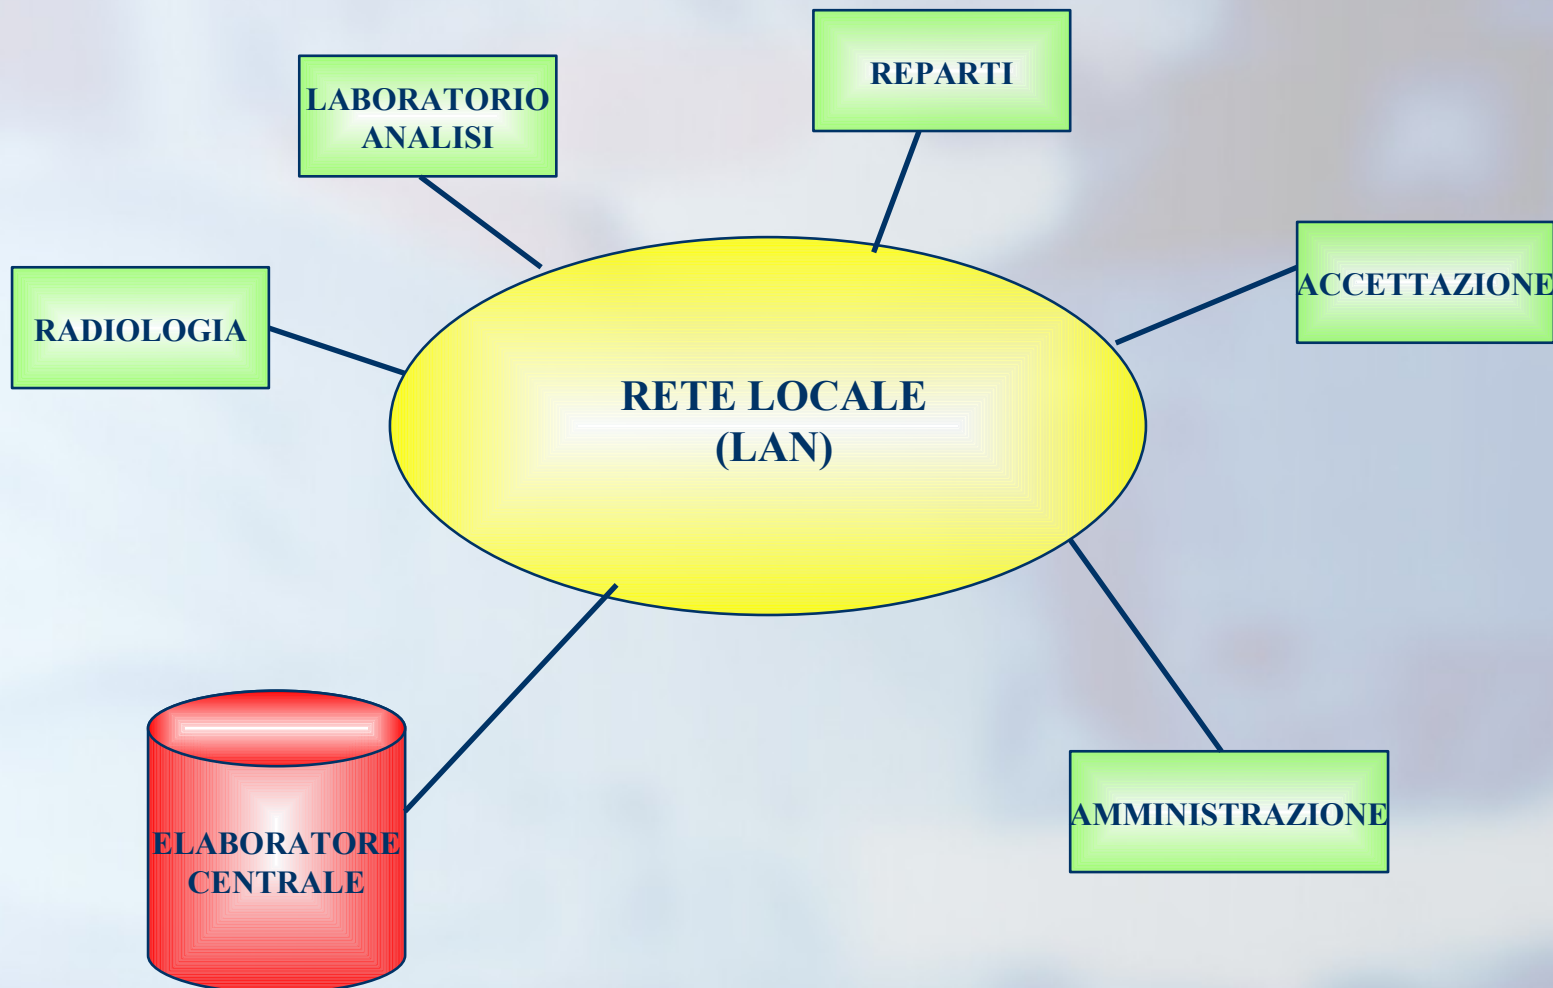 REPARTI
LABORATORIO
ANALISI
ACCETTAZIONE
RADIOLOGIA
RETE LOCALE
(LAN)
AMMINISTRAZIONE
ELABORATORE
CENTRALE